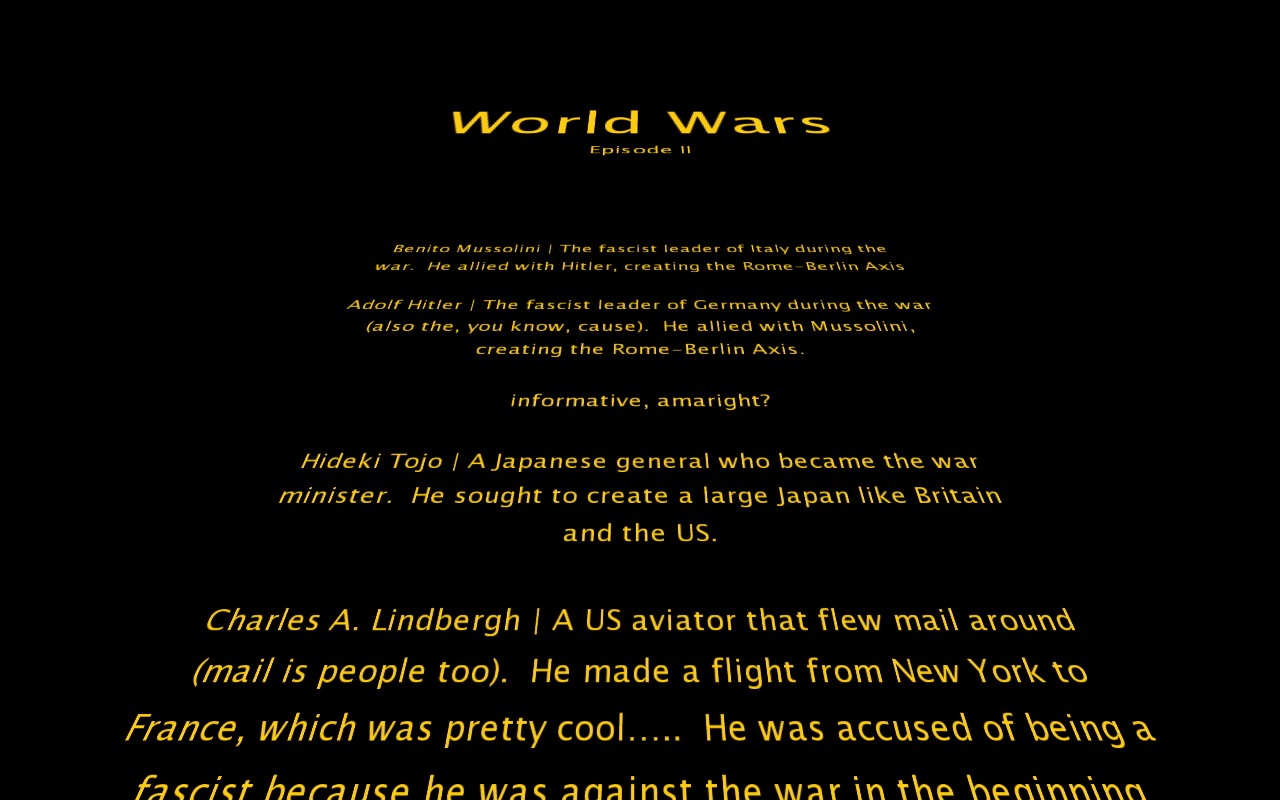 World Wars
Episode II
Benito Mussolini | The fascist leader of Italy during the
war.  He allied with Hitler, creating the Rome-Berlin Axis
Adolf Hitler | The fascist leader of Germany during the war
(also the, you know, cause).  He allied with Mussolini,
creating the Rome-Berlin Axis.
informative, amaright?
Hideki Tojo | A Japanese general who became the war
minister.  He sought to create a large Japan like Britain
and the US.
Charles A. Lindbergh | A US aviator that flew mail around
(mail is people too).  He made a flight from New York to
France, which was pretty cool.....  He was accused of being a
fascist because he was against the war in the beginning